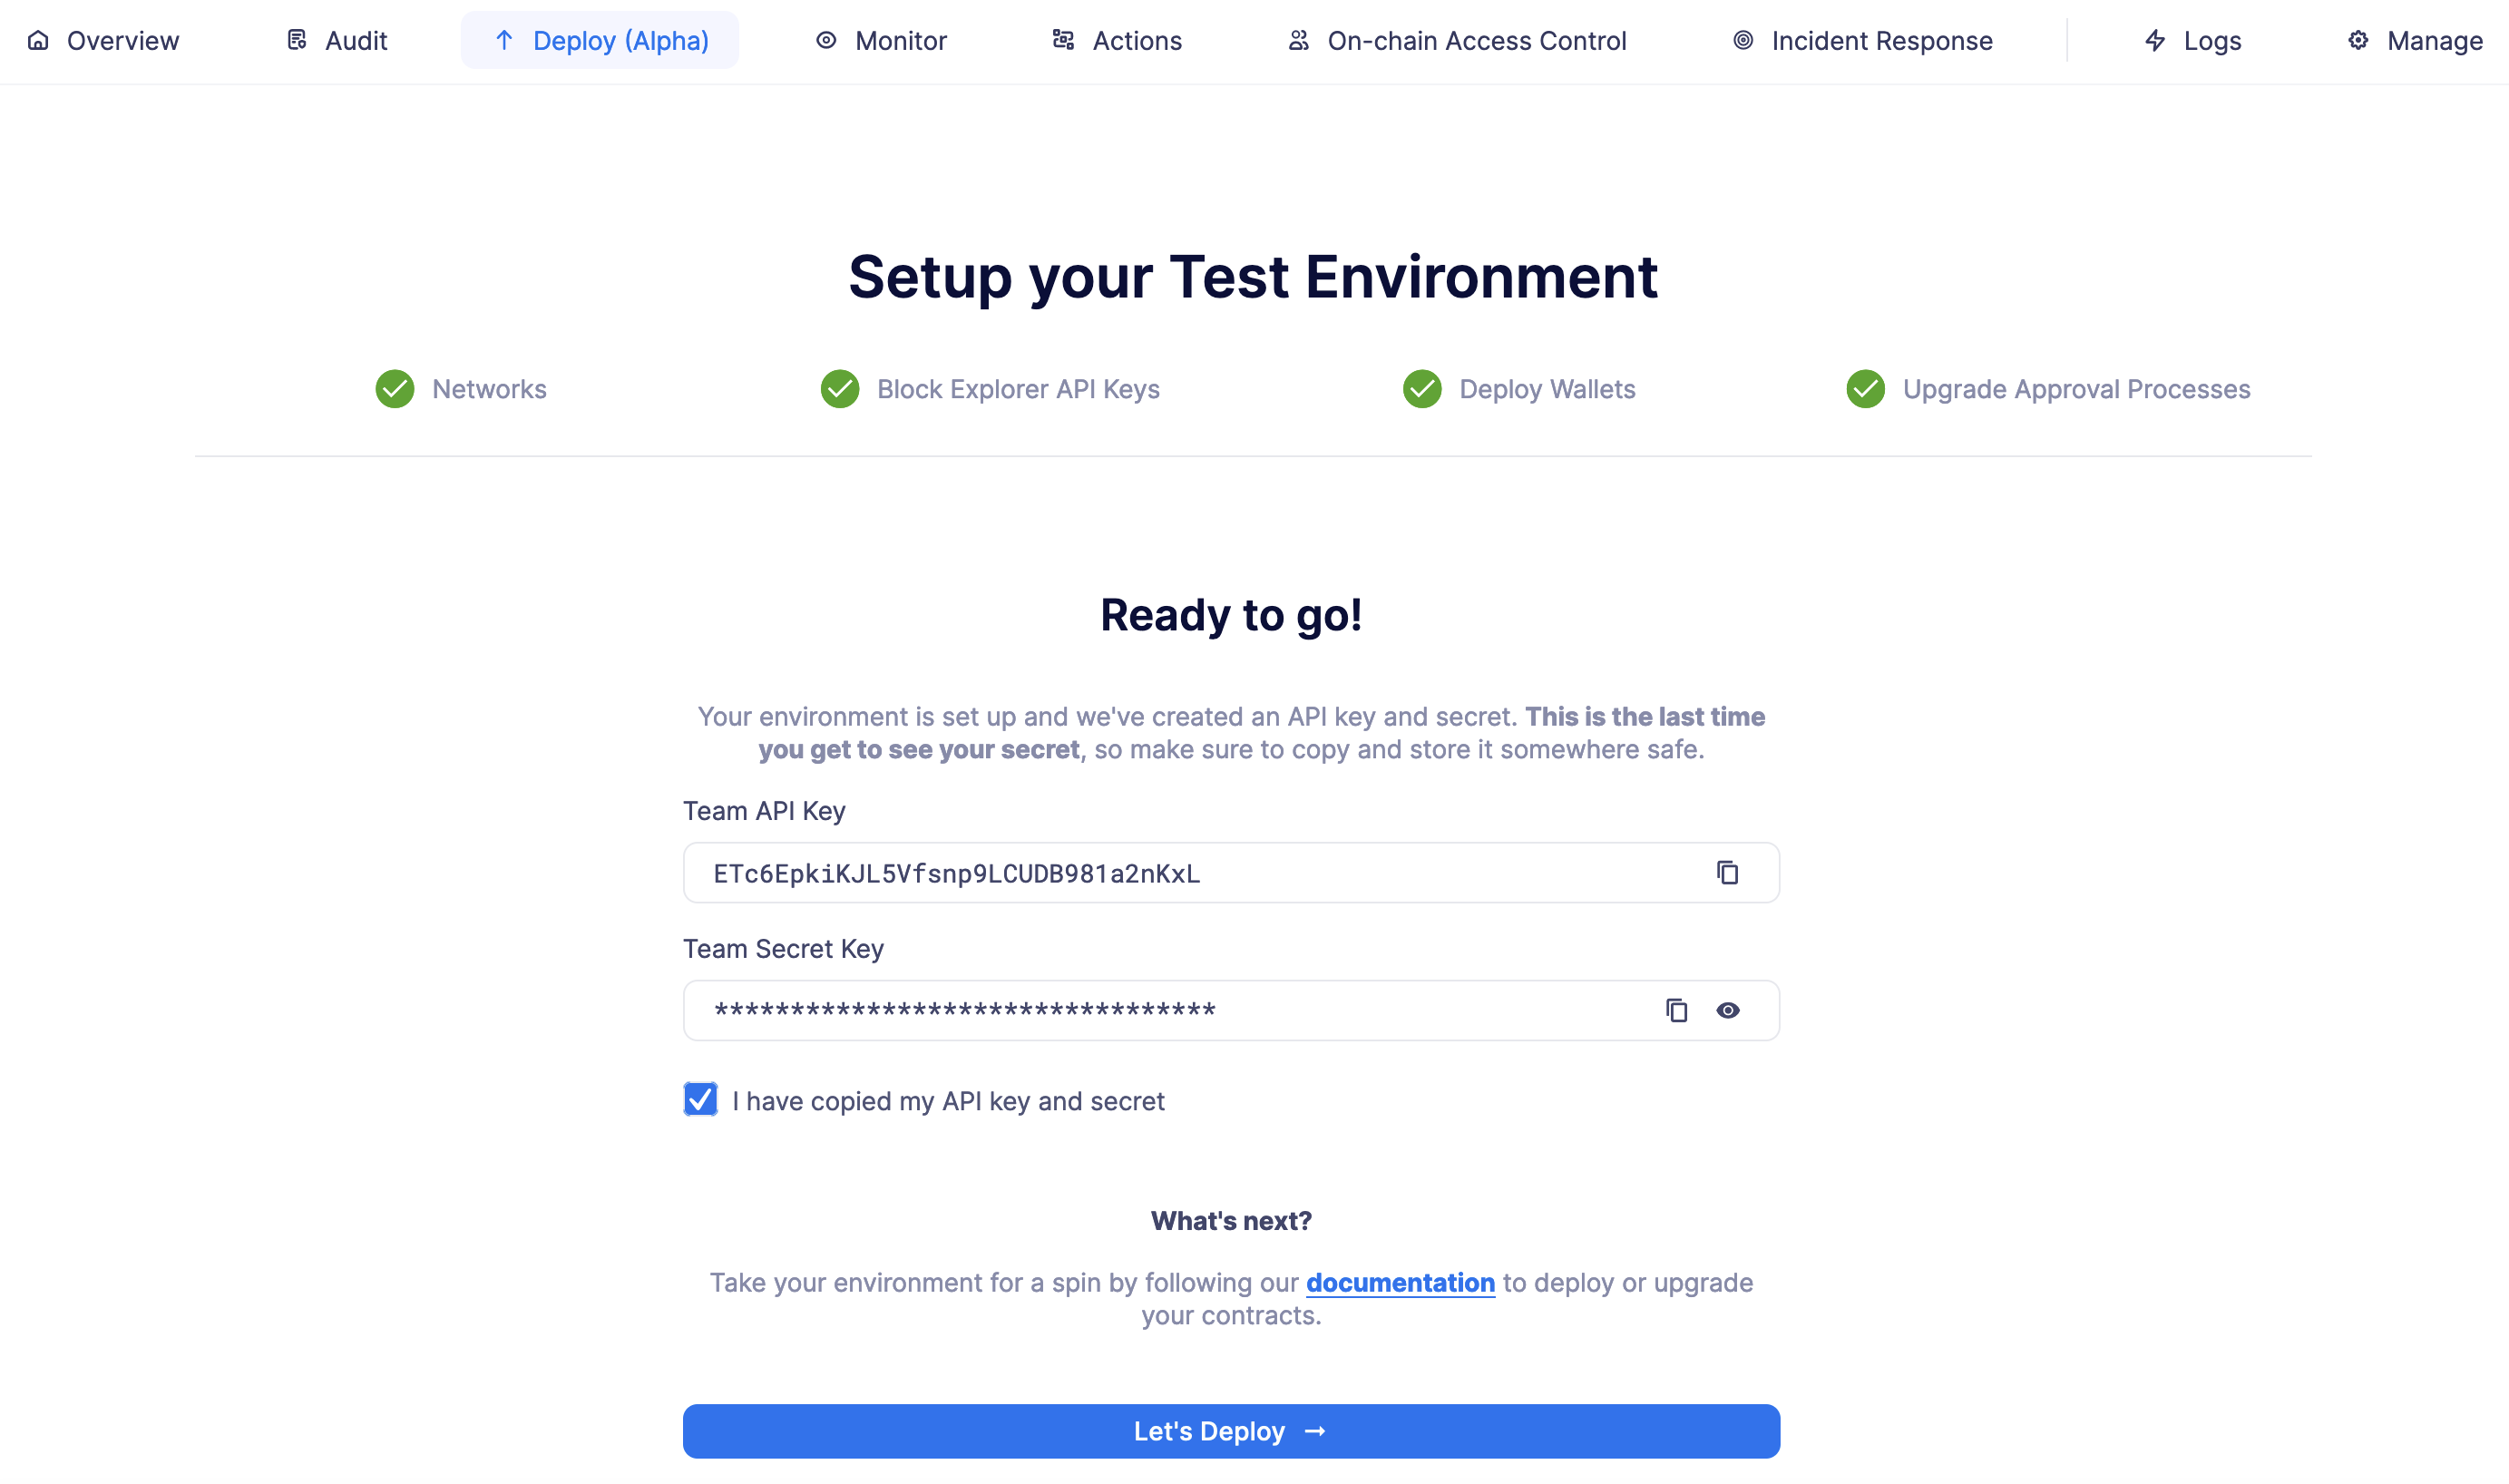 Overview Audit Deploy (Alpha) Monitor Actions On-chain Access Control Incident Response Logs Manage
Setup your Test Environment
Networks Block Explorer API Keys Deploy Wallets Upgrade Approval Processes
Ready to go!
Your environment is set up and we've created an API key and secret. This is the last time
you get to see your secret, so make sure to copy and store it somewhere safe.
Team API Key
ETc6EpkiKJL5Vfsnp9LCUDB981a2nKxL
Team Secret Key
*********************************
I have copied my API key and secret
What's next?
Take your environment for a spin by following our documentation to deploy or upgrade
your contracts.
Let's Deploy →